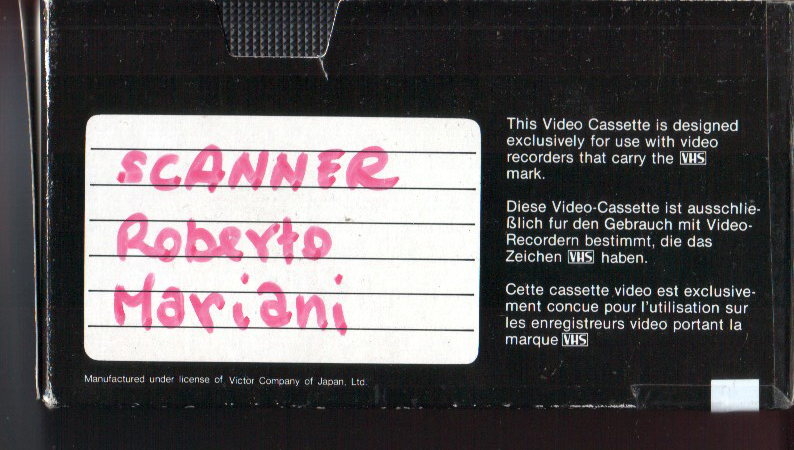 SCANNER
Roberto
Mariani
This Video Cassette is designed
exclusively for use with video
recorders that carry the VHS
mark.
Diese Video-Cassette ist ausschlie-
ßlich fur den Gebrauch mit Video-
Recordern bestimmt, die das
Zeichen VHS haben.
Cette cassette video est exclusive-
ment concue pour l'utilisation sur
les enregistreurs video portant la
marque VHS
Manufactured under license of Victor Company of Japan, Ltd.